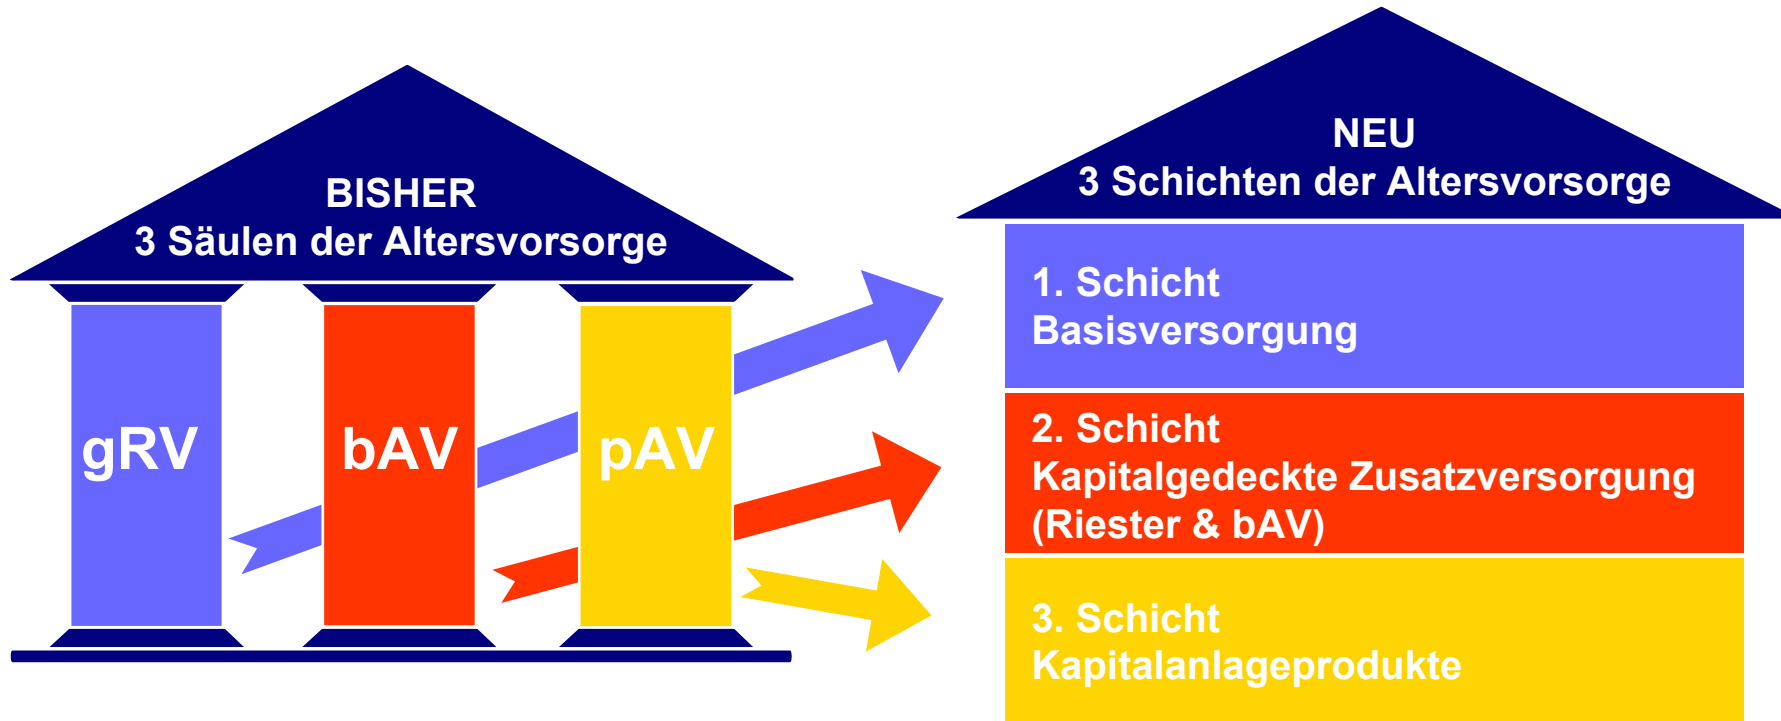 BISHER
3 Säulen der Altersvorsorge
gRV
bAV
pAV
NEU
3 Schichten der Altersvorsorge
1. Schicht
Basisversorgung
2. Schicht
Kapitalgedeckte Zusatzversorgung
(Riester & bAV)
3. Schicht
Kapitalanlageprodukte